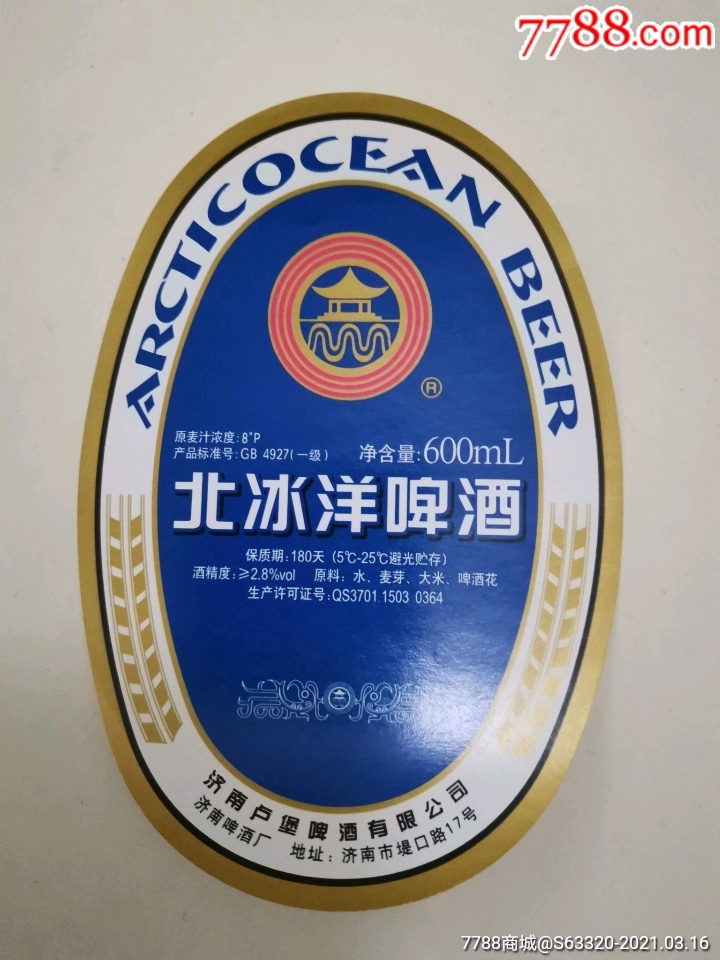 7788.com
ARCTICOCEAN BEER
®
原麦汁浓度:8°P
产品标准号:GB 4927(一级)
净含量:600mL
北冰洋啤酒
保质期:180天 (5℃-25℃避光贮存)
酒精度:≥2.8%vol 原料:水、麦芽、大米、啤酒花
生产许可证号:QS3701 1503 0364
济南卢堡啤酒有限公司
济南啤酒厂 地址:济南市堤口路17号
7788商城@S63320-2021.03.16